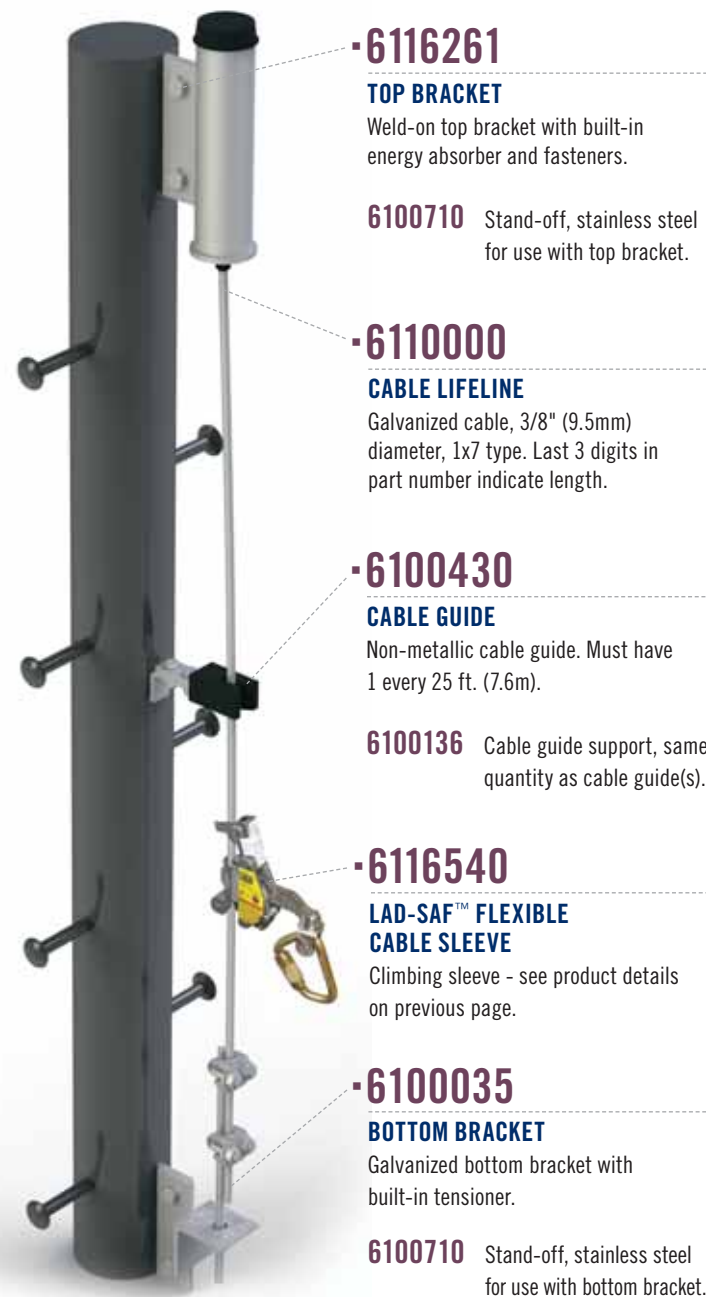 6116261
TOP BRACKET
Weld-on top bracket with built-in
energy absorber and fasteners.
6100710 Stand-off, stainless steel
for use with top bracket.
6110000
CABLE LIFELINE
Galvanized cable, 3/8" (9.5mm)
diameter, 1x7 type. Last 3 digits in
part number indicate length.
6100430
CABLE GUIDE
Non-metallic cable guide. Must have
1 every 25 ft. (7.6m).
6100136 Cable guide support, same
quantity as cable guide(s).
6116540
LAD-SAF™ FLEXIBLE
CABLE SLEEVE
Climbing sleeve - see product details
on previous page.
6100035
BOTTOM BRACKET
Galvanized bottom bracket with
built-in tensioner.
6100710 Stand-off, stainless steel
for use with bottom bracket.